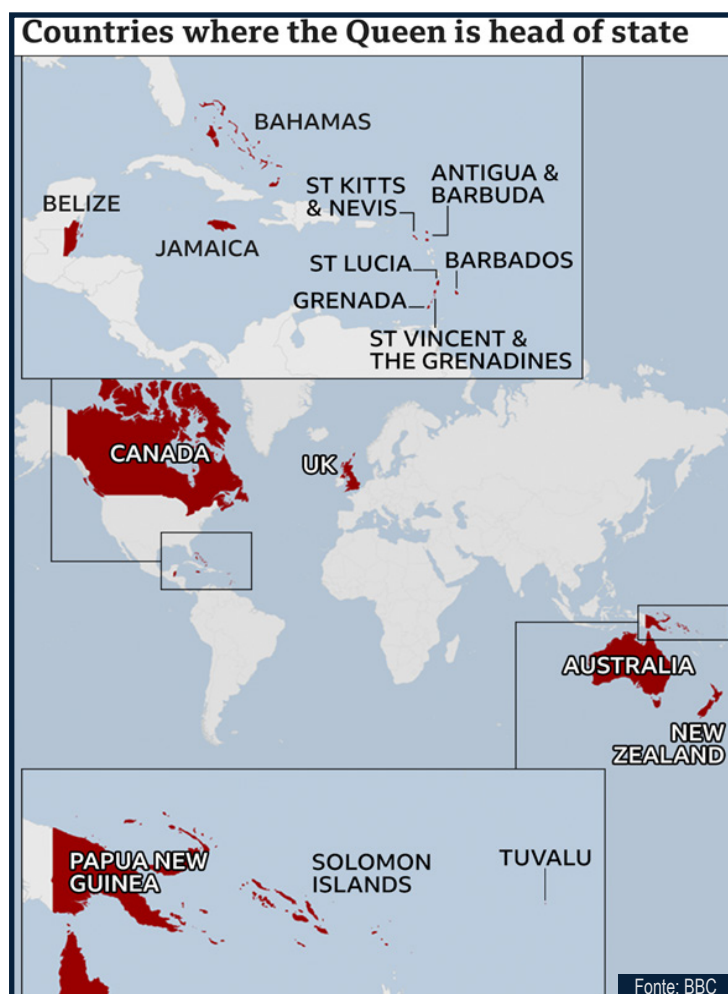 Countries where the Queen is head of state
BAHAMAS
ST KITTS
& NEVIS
ANTIGUA &
BARBUDA
BELIZE
JAMAICA
ST LUCIA
BARBADOS
GRENADA
ST VINCENT &
THE GRENADINES
CANADA
UK
AUSTRALIA
NEW
ZEALAND
PAPUA NEW
GUINEA
SOLOMON
ISLANDS
TUVALU
Fonte: BBC